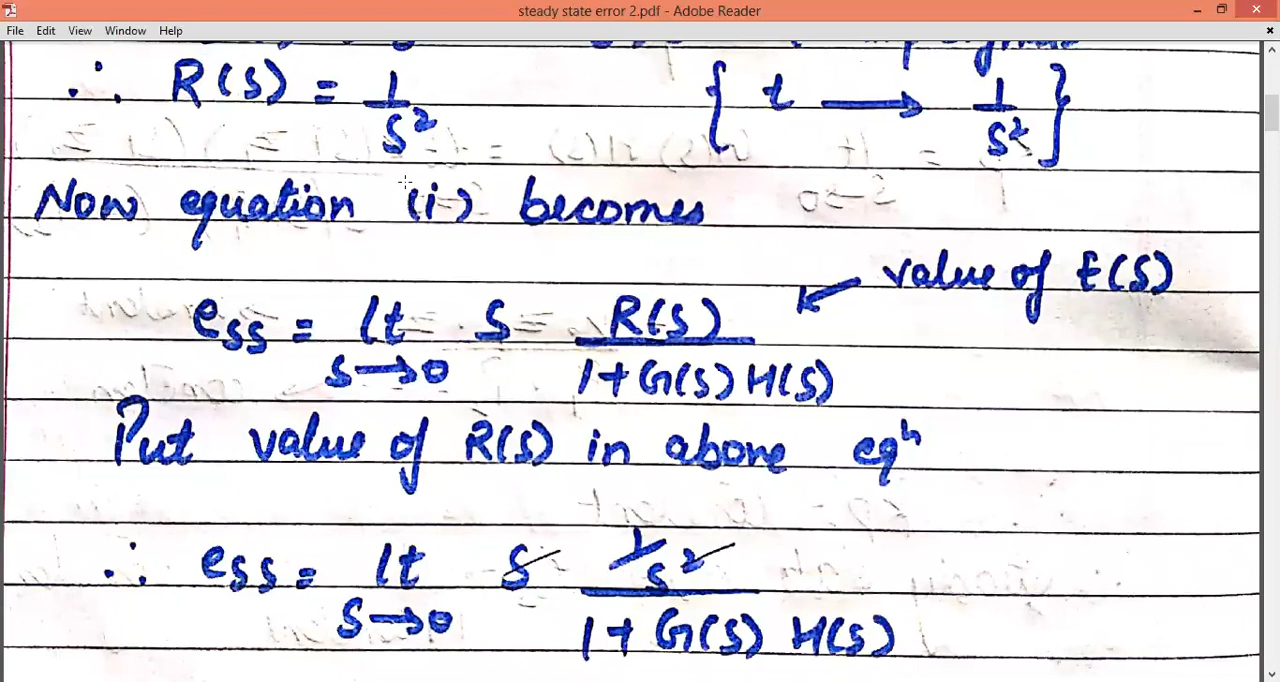 steady state error 2.pdf - Adobe Reader
File Edit View Window Help
∴ R(s) = 1/s² { t → 1/s² }
Now equation (i) becomes
value of E(s)
ess = lt s→0 s R(s)/1+G(s)H(s)
Put value of R(s) in above eqn
∴ ess = lt s→0 s 1/s²/1+G(s) H(s)